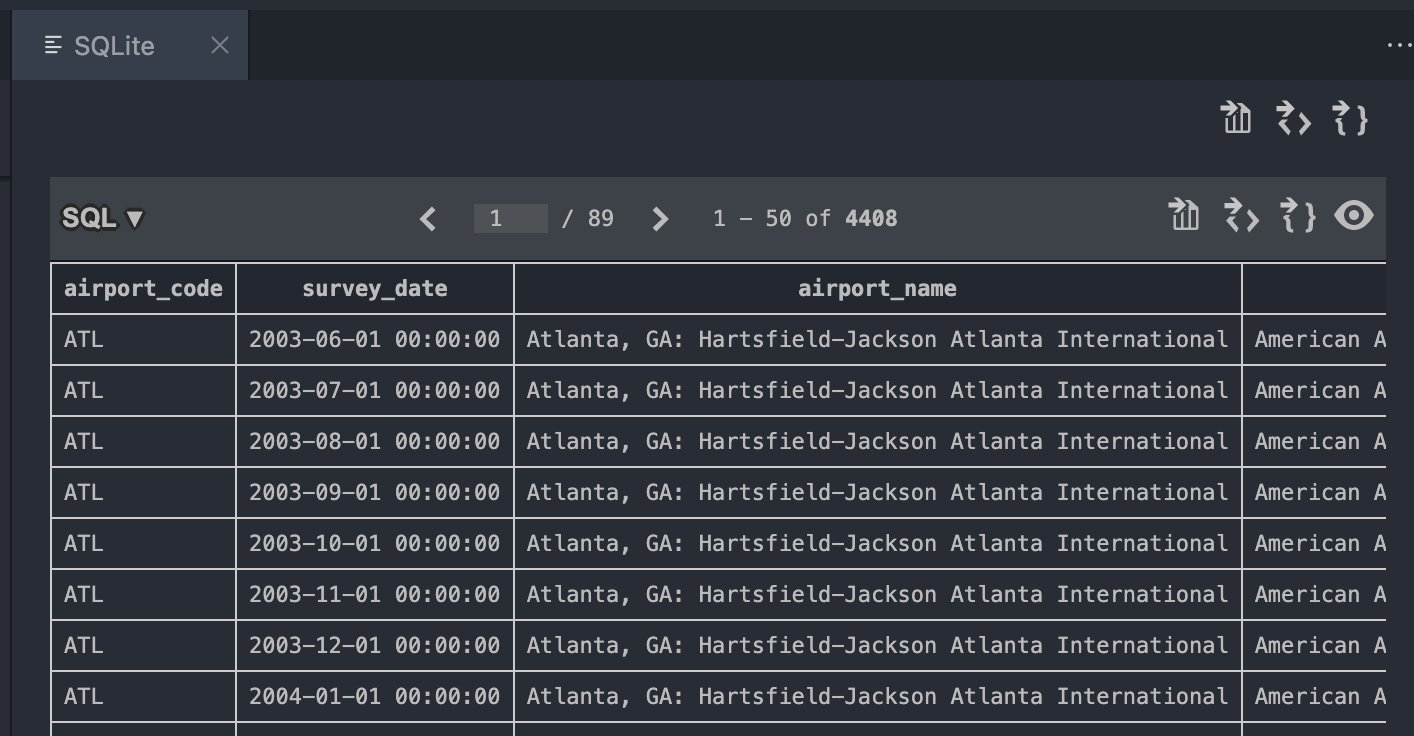 SQLite
SQL ▼ 1 / 89 1 - 50 of 4408
airport_code survey_date airport_name
ATL 2003-06-01 00:00:00 Atlanta, GA: Hartsfield-Jackson Atlanta International American A
ATL 2003-07-01 00:00:00 Atlanta, GA: Hartsfield-Jackson Atlanta International American A
ATL 2003-08-01 00:00:00 Atlanta, GA: Hartsfield-Jackson Atlanta International American A
ATL 2003-09-01 00:00:00 Atlanta, GA: Hartsfield-Jackson Atlanta International American A
ATL 2003-10-01 00:00:00 Atlanta, GA: Hartsfield-Jackson Atlanta International American A
ATL 2003-11-01 00:00:00 Atlanta, GA: Hartsfield-Jackson Atlanta International American A
ATL 2003-12-01 00:00:00 Atlanta, GA: Hartsfield-Jackson Atlanta International American A
ATL 2004-01-01 00:00:00 Atlanta, GA: Hartsfield-Jackson Atlanta International American A